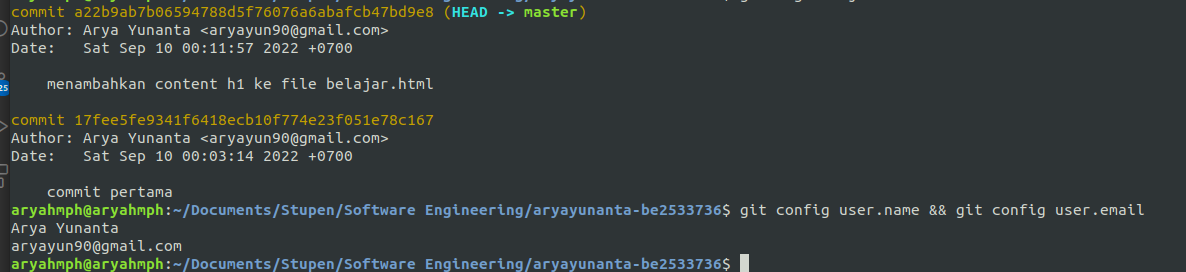 commit a22b9ab7b06594788d5f76076a6abafcb47bd9e8 (HEAD -> master)
Author: Arya Yunanta <aryayun90@gmail.com>
Date:   Sat Sep 10 00:11:57 2022 +0700
    menambahkan content h1 ke file belajar.html
25
commit 17fee5fe9341f6418ecb10f774e23f051e78c167
Author: Arya Yunanta <aryayun90@gmail.com>
Date:   Sat Sep 10 00:03:14 2022 +0700
    commit pertama
aryahmph@aryahmph:~/Documents/Stupen/Software Engineering/aryayunanta-be2533736$ git config user.name && git config user.email
Arya Yunanta
aryayun90@gmail.com
aryahmph@aryahmph:~/Documents/Stupen/Software Engineering/aryayunanta-be2533736$